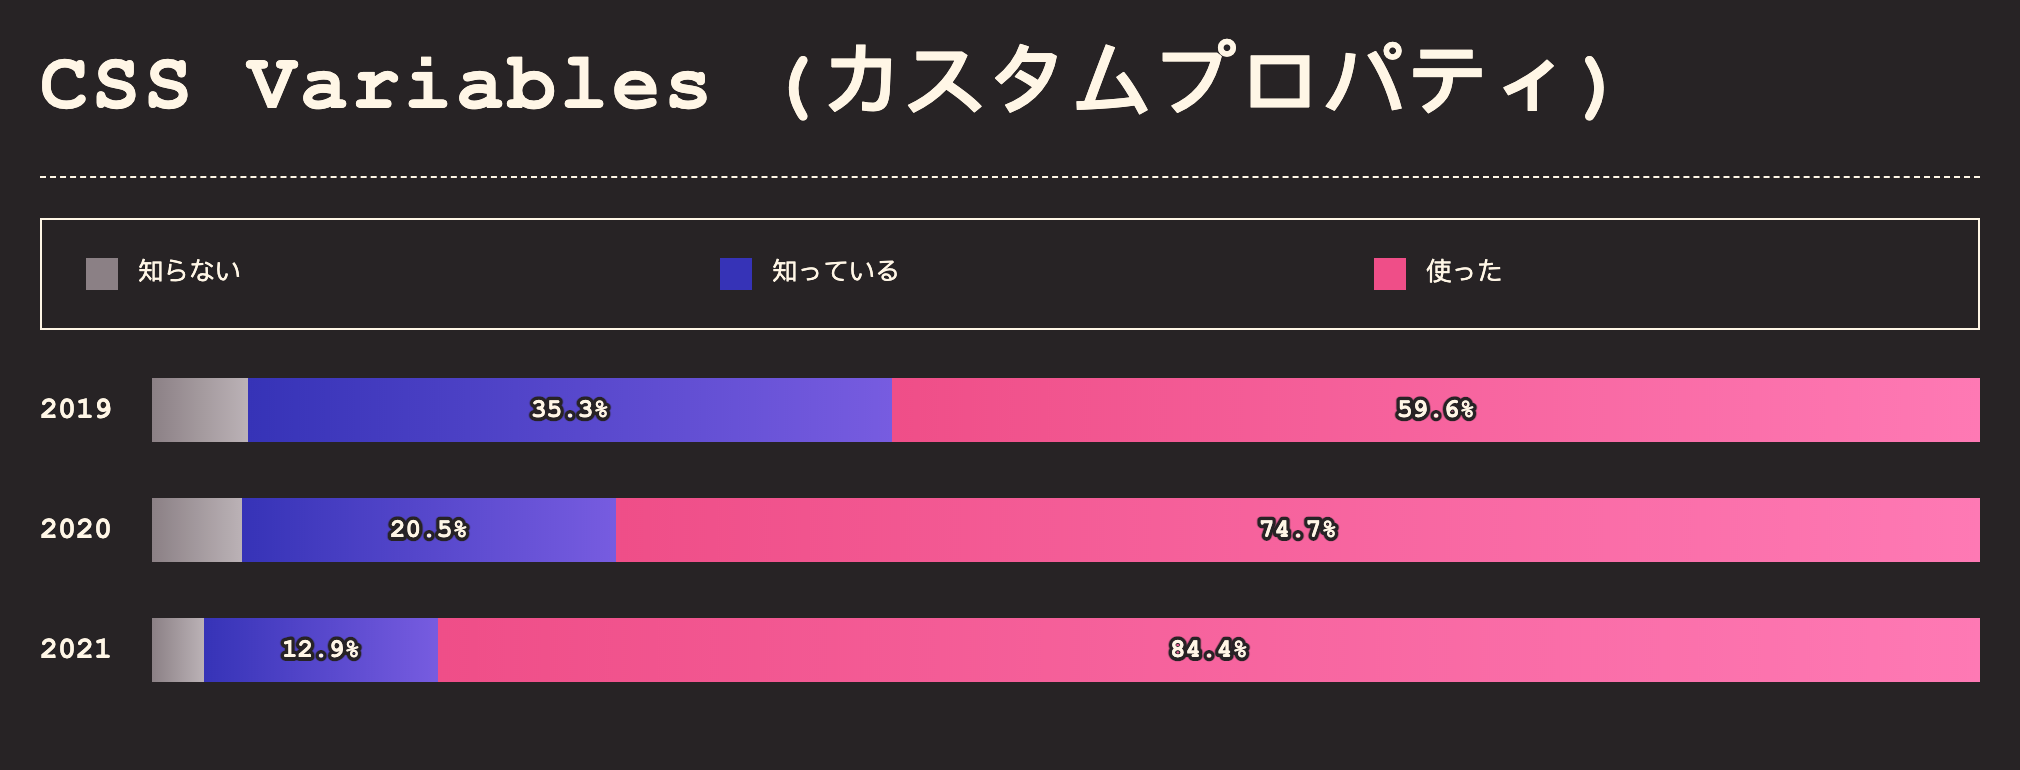 CSS Variables (カスタムプロパティ)
知らない 知っている 使った
2019 35.3% 59.6%
2020 20.5% 74.7%
2021 12.9% 84.4%